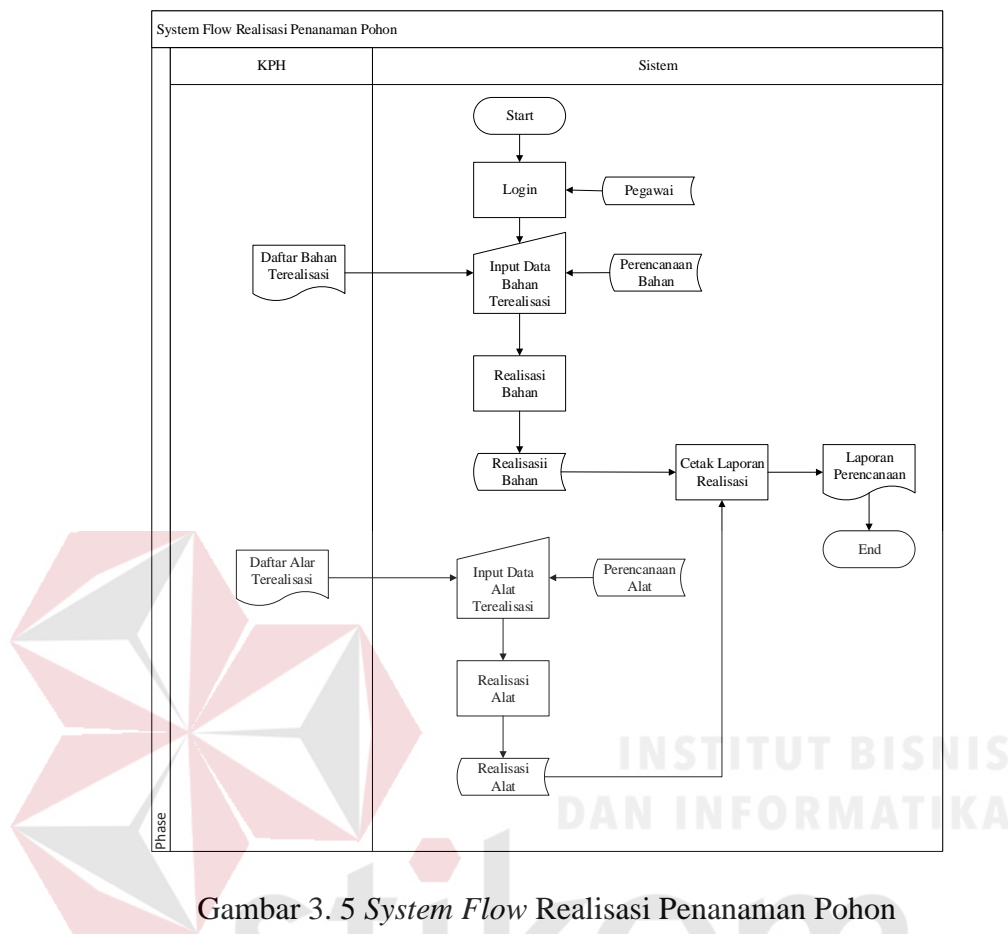 System Flow Realisasi Penanaman Pohon
KPH
Sistem
Start
Login
Pegawai
Daftar Bahan
Terealisasi
Input Data
Bahan
Terealisasi
Perencanaan
Bahan
Realisasi
Bahan
Realisasii
Bahan
Cetak Laporan
Realisasi
Laporan
Perencanaan
End
Daftar Alar
Terealisasi
Input Data
Alat
Terealisasi
Perencanaan
Alat
Realisasi
Alat
Realisasi
Alat
Phase
INSTITUT BISNIS
DAN INFORMATIKA
stikom
Gambar 3. 5 System Flow Realisasi Penanaman Pohon